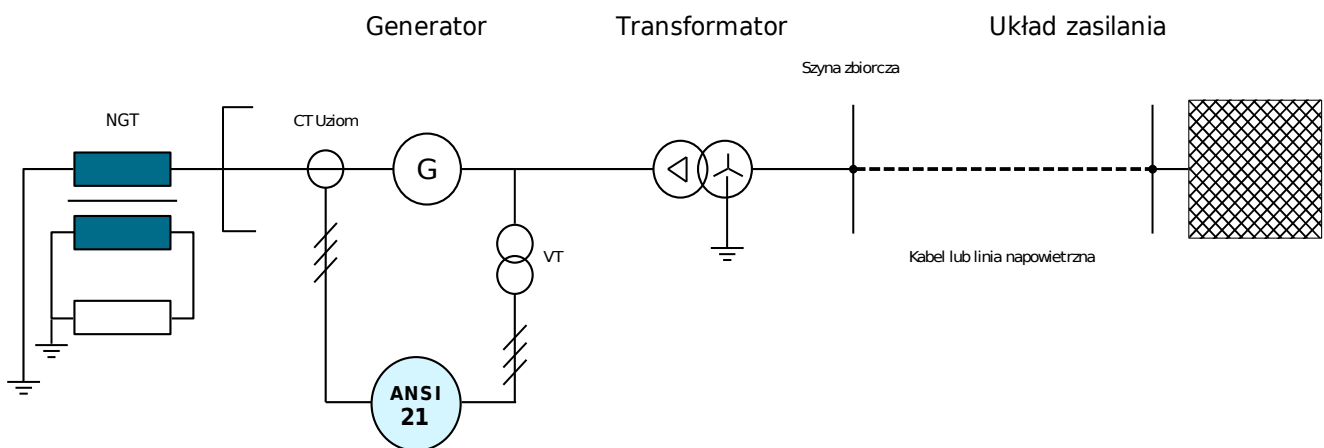 Generator
Transformator
Układ zasilania
Szyna zbiorcza
NGT
CT Uziom
G
VT
Kabel lub linia napowietrzna
ANSI
21